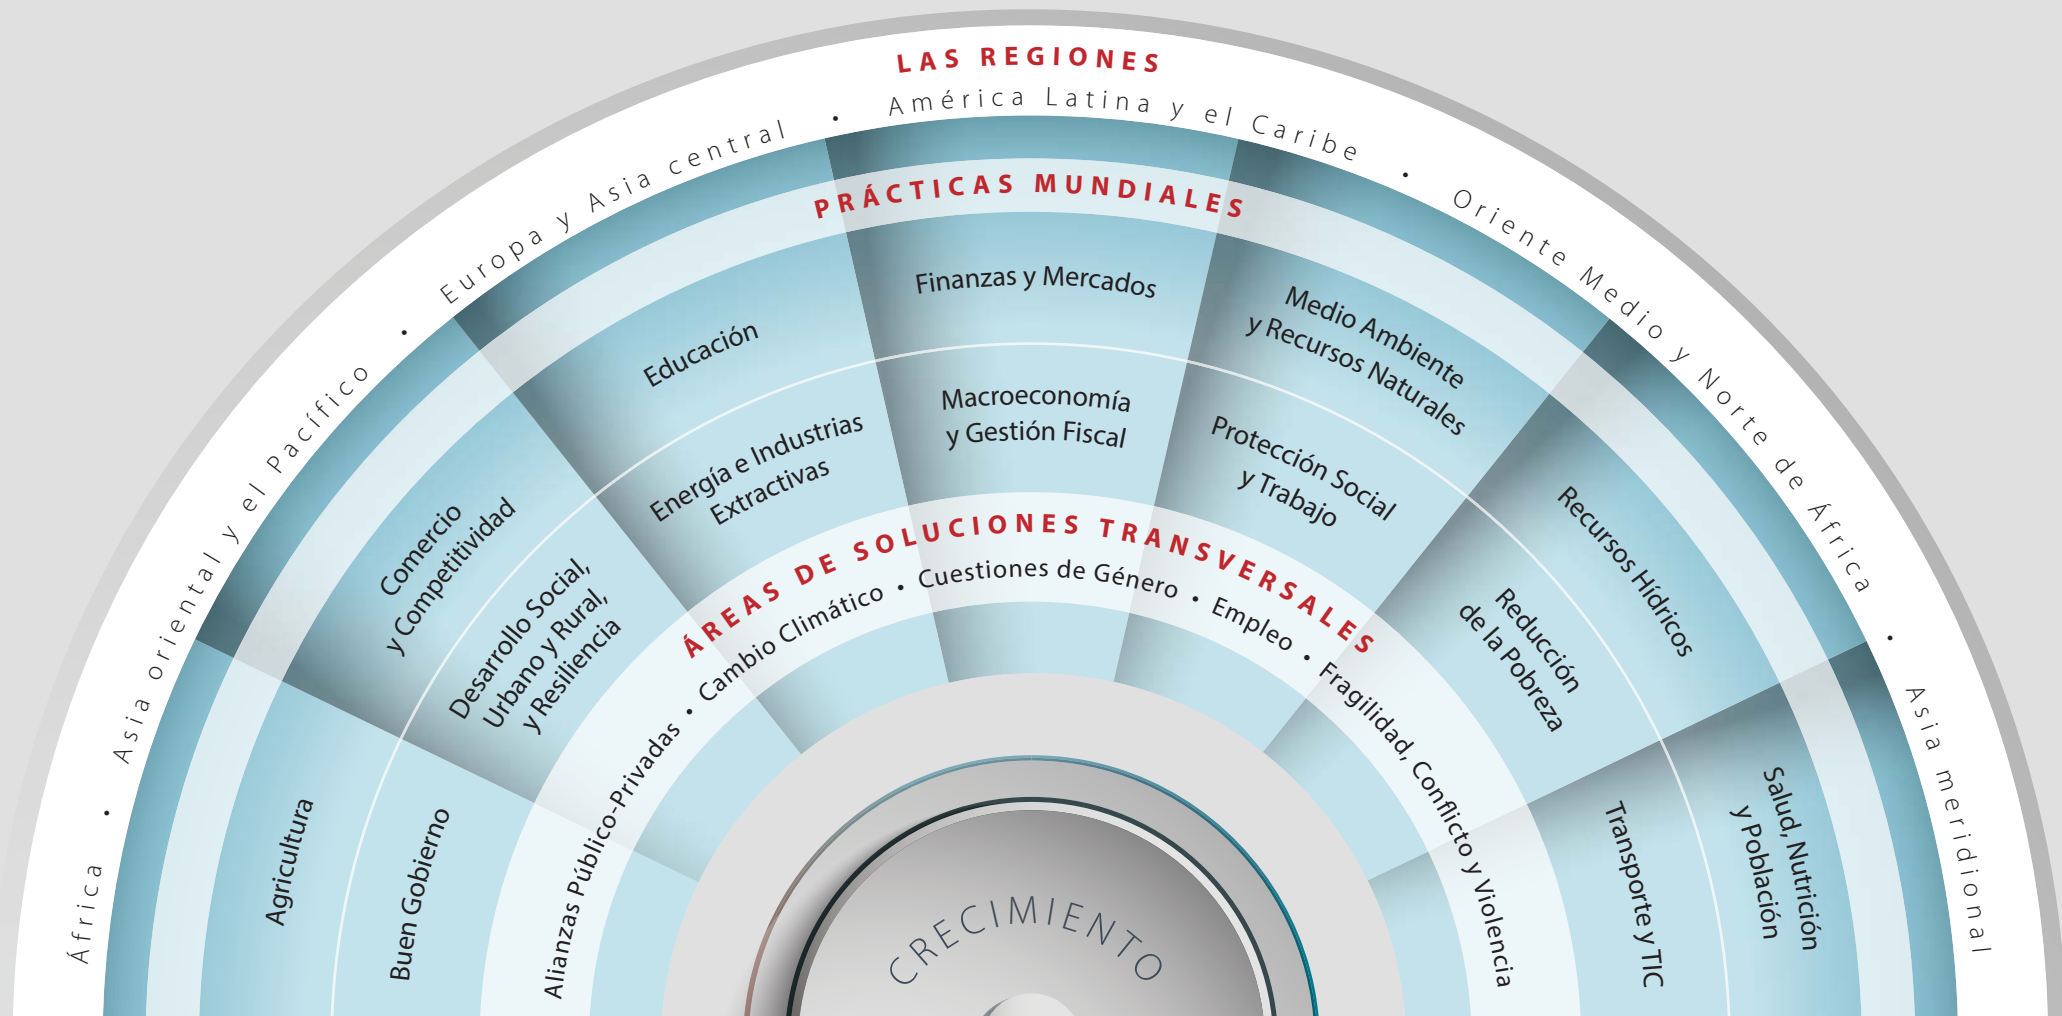 LAS REGIONES
África • Asia oriental y el Pacífico • Europa y Asia central • América Latina y el Caribe • Oriente Medio y Norte de África • Asia meridional
PRÁCTICAS MUNDIALES
Agricultura
Buen Gobierno
Comercio
y Competitividad
Desarrollo Social,
Urbano y Rural,
y Resiliencia
Educación
Energía e Industrias
Extractivas
Finanzas y Mercados
Macroeconomía
y Gestión Fiscal
Medio Ambiente
y Recursos Naturales
Protección Social
y Trabajo
Recursos Hídricos
Reducción
de la Pobreza
Salud, Nutrición
y Población
Transporte y TIC
ÁREAS DE SOLUCIONES TRANSVERSALES
Alianzas Público-Privadas • Cambio Climático • Cuestiones de Género • Empleo • Fragilidad, Conflicto y Violencia
CRECIMIENTO